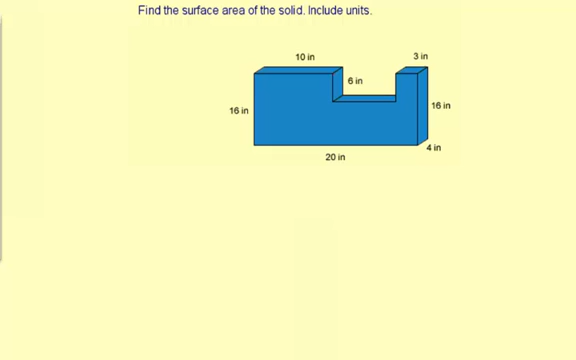 Find the surface area of the solid. Include units.
10 in
3 in
6 in
16 in
16 in
4 in
20 in